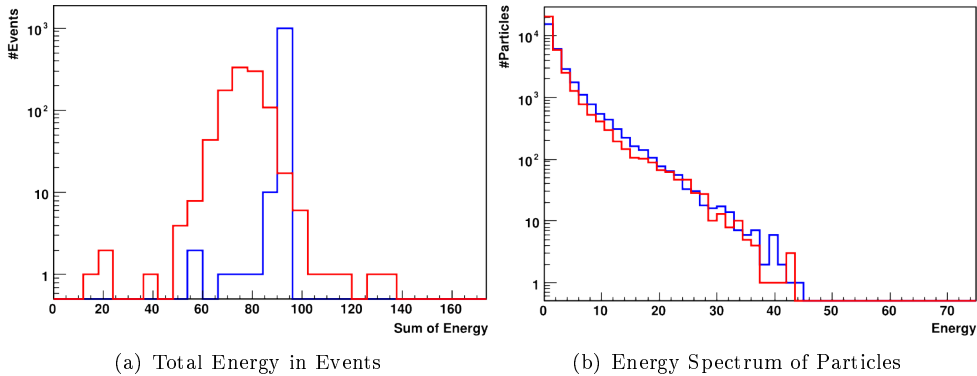 #Events
10³
10²
10
1
0 20 40 60 80 100 120 140 160
Sum of Energy
(a) Total Energy in Events
#Particles
10⁴
10³
10²
10
1
0 10 20 30 40 50 60 70
Energy
(b) Energy Spectrum of Particles